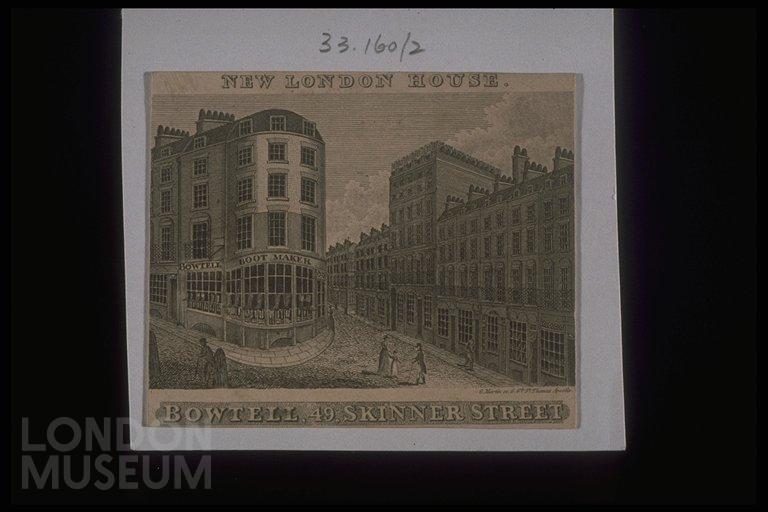 33.160/2
NEW LONDON HOUSE.
BOWTELL BOOT MAKER
BOWTELL, 49, SKINNER STREET
LONDON
MUSEUM